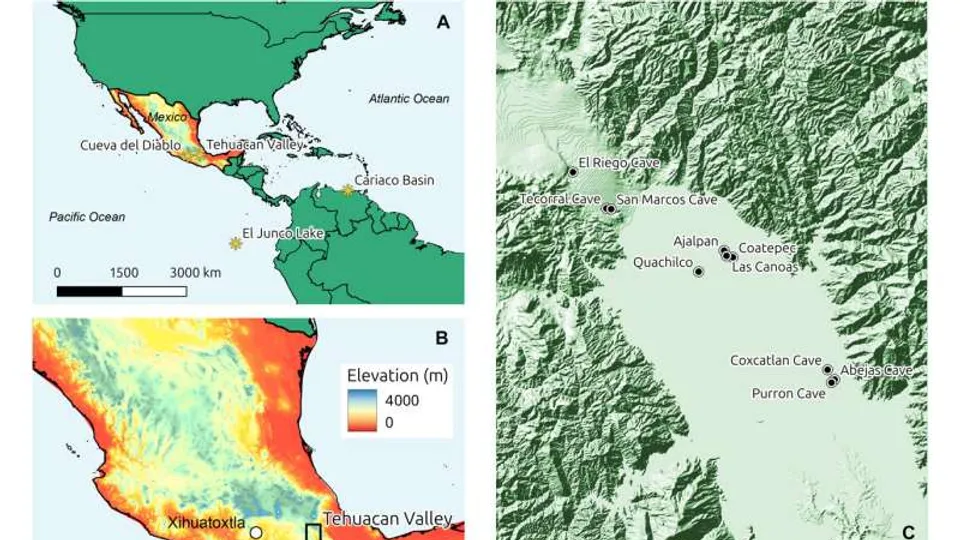 A
Atlantic Ocean
Mexico
Cueva del Diablo
Tehuacan Valley
Cariaco Basin
Pacific Ocean
El Junco Lake
0 1500 3000 km
B
Elevation (m)
4000
0
Xihuatoxtla
Tehuacan Valley
El Riego Cave
Tecorral Cave
San Marcos Cave
Ajalpan
Coatepec
Quachilco
Las Canoas
Coxcatlan Cave
Abejas Cave
Purron Cave
C